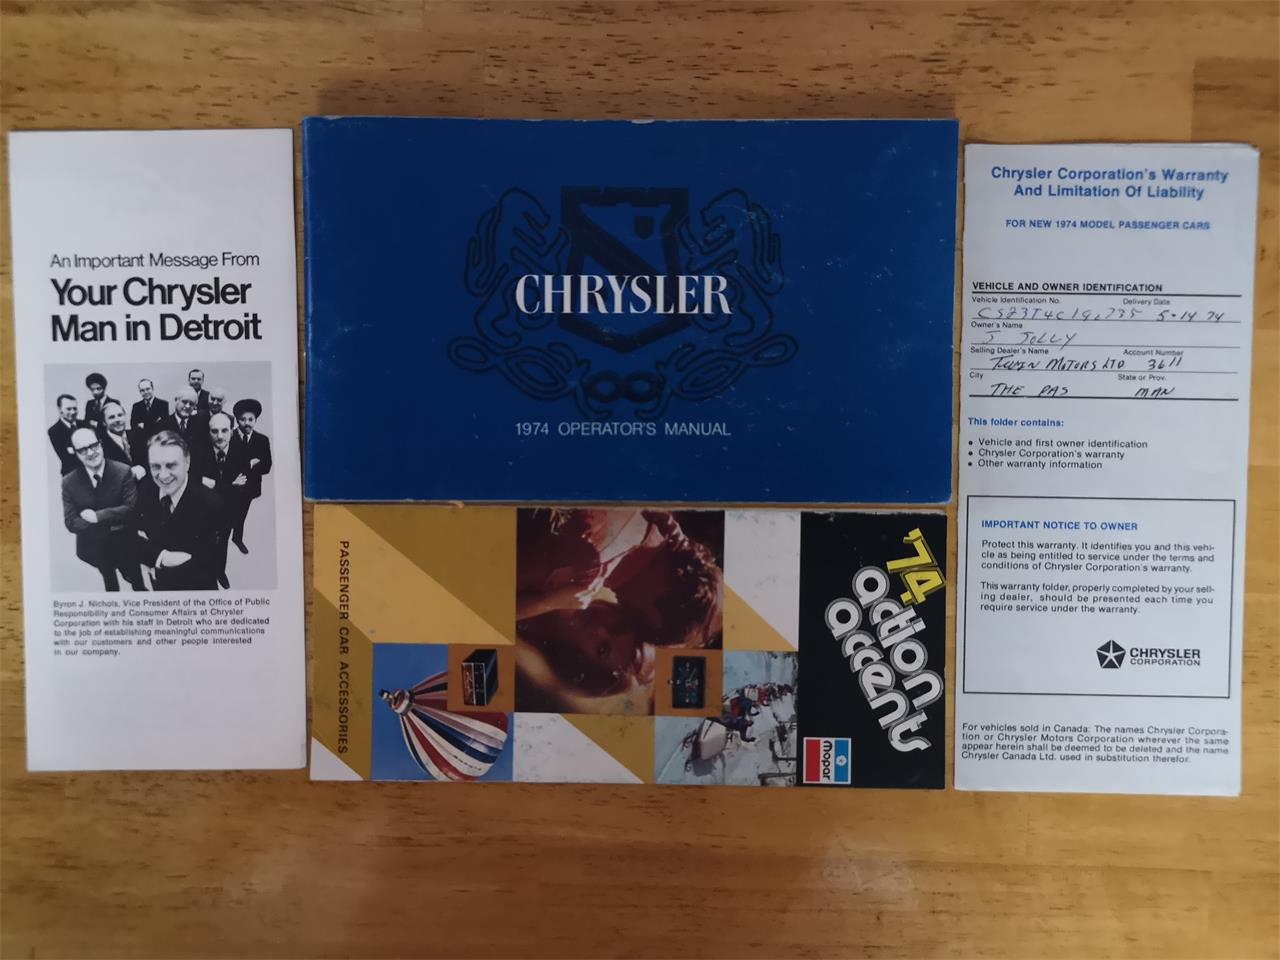 An Important Message From
Your Chrysler
Man in Detroit
Byron J. Nichols, Vice President of the Office of Public
Responsibility and Consumer Affairs at Chrysler
Corporation with his staff in Detroit who are dedicated
to the job of establishing meaningful communications
with our customers and other people interested
in our company.
CHRYSLER
1974 OPERATOR'S MANUAL
PASSENGER CAR ACCESSORIES
'74
action
accents
mopar
Chrysler Corporation's Warranty
And Limitation Of Liability
FOR NEW 1974 MODEL PASSENGER CARS
VEHICLE AND OWNER IDENTIFICATION
Vehicle Identification No. Delivery Date
5-14 74
Owner's Name
J JOLLY
Selling Dealer's Name Account Number
MOTORS LTD 3611
City State or Prov.
THE PAS MAN
This folder contains:
• Vehicle and first owner identification
• Chrysler Corporation's warranty
• Other warranty information
IMPORTANT NOTICE TO OWNER
Protect this warranty. It identifies you and this vehi-
cle as being entitled to service under the terms and
conditions of Chrysler Corporation's warranty.
This warranty folder, properly completed by your sell-
ing dealer, should be presented each time you
require service under the warranty.
CHRYSLER
CORPORATION
For vehicles sold in Canada: The names Chrysler Corpora-
tion or Chrysler Motors Corporation wherever the same
appear herein shall be deemed to be deleted and the name
Chrysler Canada Ltd. used in substitution therefor.